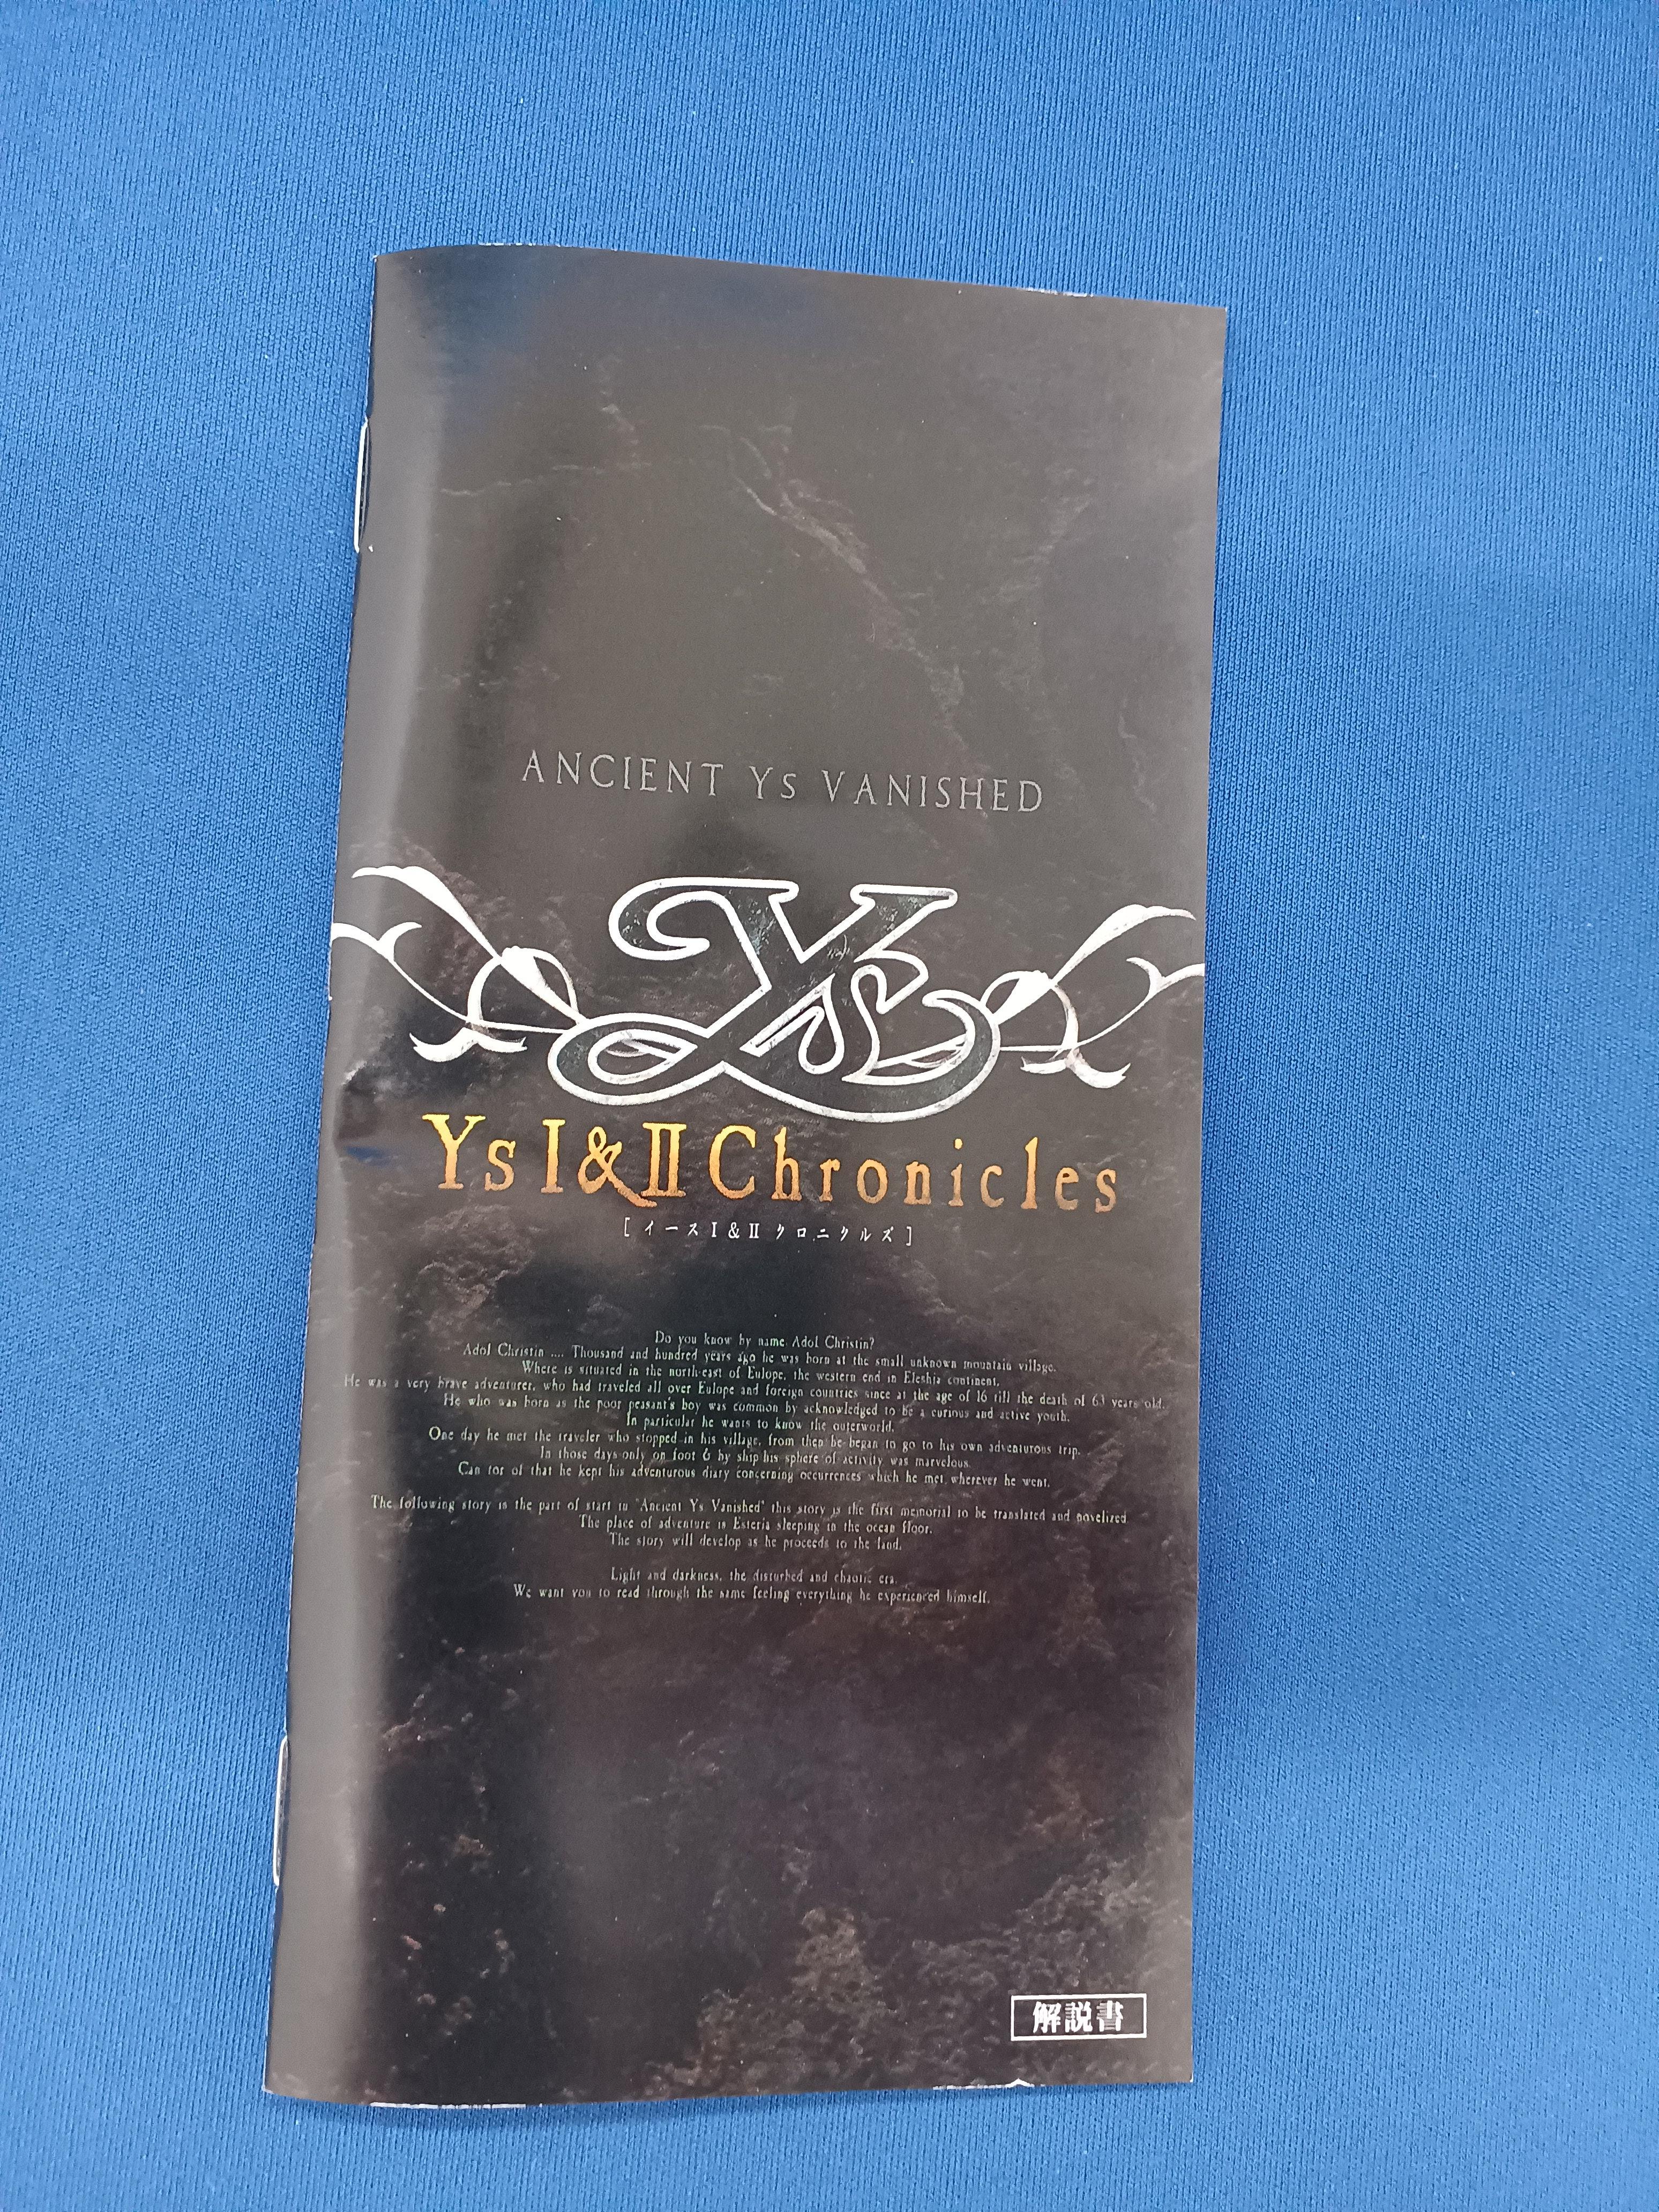 ANCIENT Ys VANISHED
Ys
Ys I&II Chronicles
[イースI&IIクロニクルズ]
Do you know by name Adol Christin?
Adol Christin .... Thousand and hundred years ago he was born at the small unknown mountain village.
Where is situated in the north-east of Eulope, the western end in Eleshia continent.
He was a very brave adventurer, who had traveled all over Eulope and foreign countries since at the age of 16 till the death of 63 years old.
He who was born as the poor peasant's boy was common by acknowledged to be a curious and active youth.
In particular he wants to know the outerworld.
One day he met the traveler who stopped in his village, from then he began to go to his own adventurous trip.
In those days only on foot & by ship his sphere of activity was marvelous.
Can for of that he kept his adventurous diary concerning occurrences which he met wherever he went.
The following story is the part of start in "Ancient Ys Vanished" this story is the first memorial to be translated and novelized.
The place of adventure is Esteria sleeping in the ocean floor.
The story will develop as he proceeds to the land.
Light and darkness, the disturbed and chaotic era.
We want you to read through the same feeling everything he experienced himself.
解説書